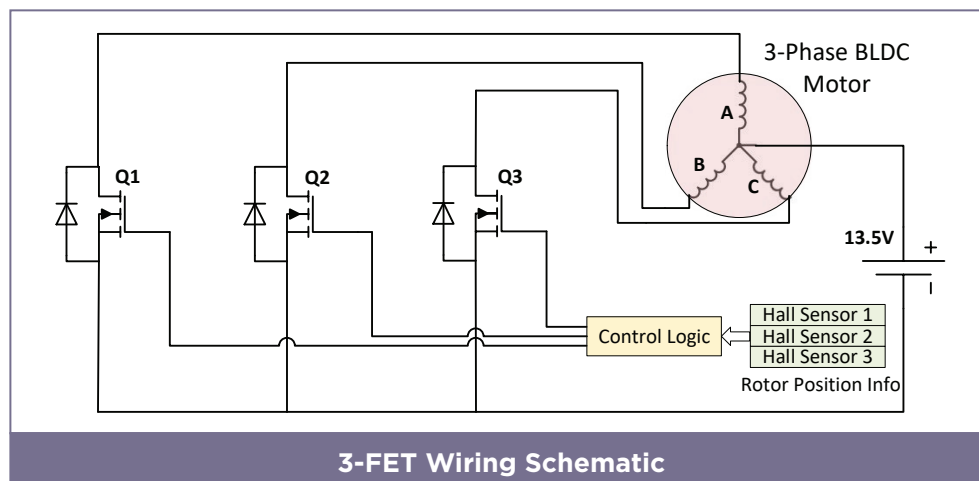 3-Phase BLDC
Motor
A
B
C
Q1
Q2
Q3
13.5V
+
–
Control Logic
Hall Sensor 1
Hall Sensor 2
Hall Sensor 3
Rotor Position Info
3-FET Wiring Schematic